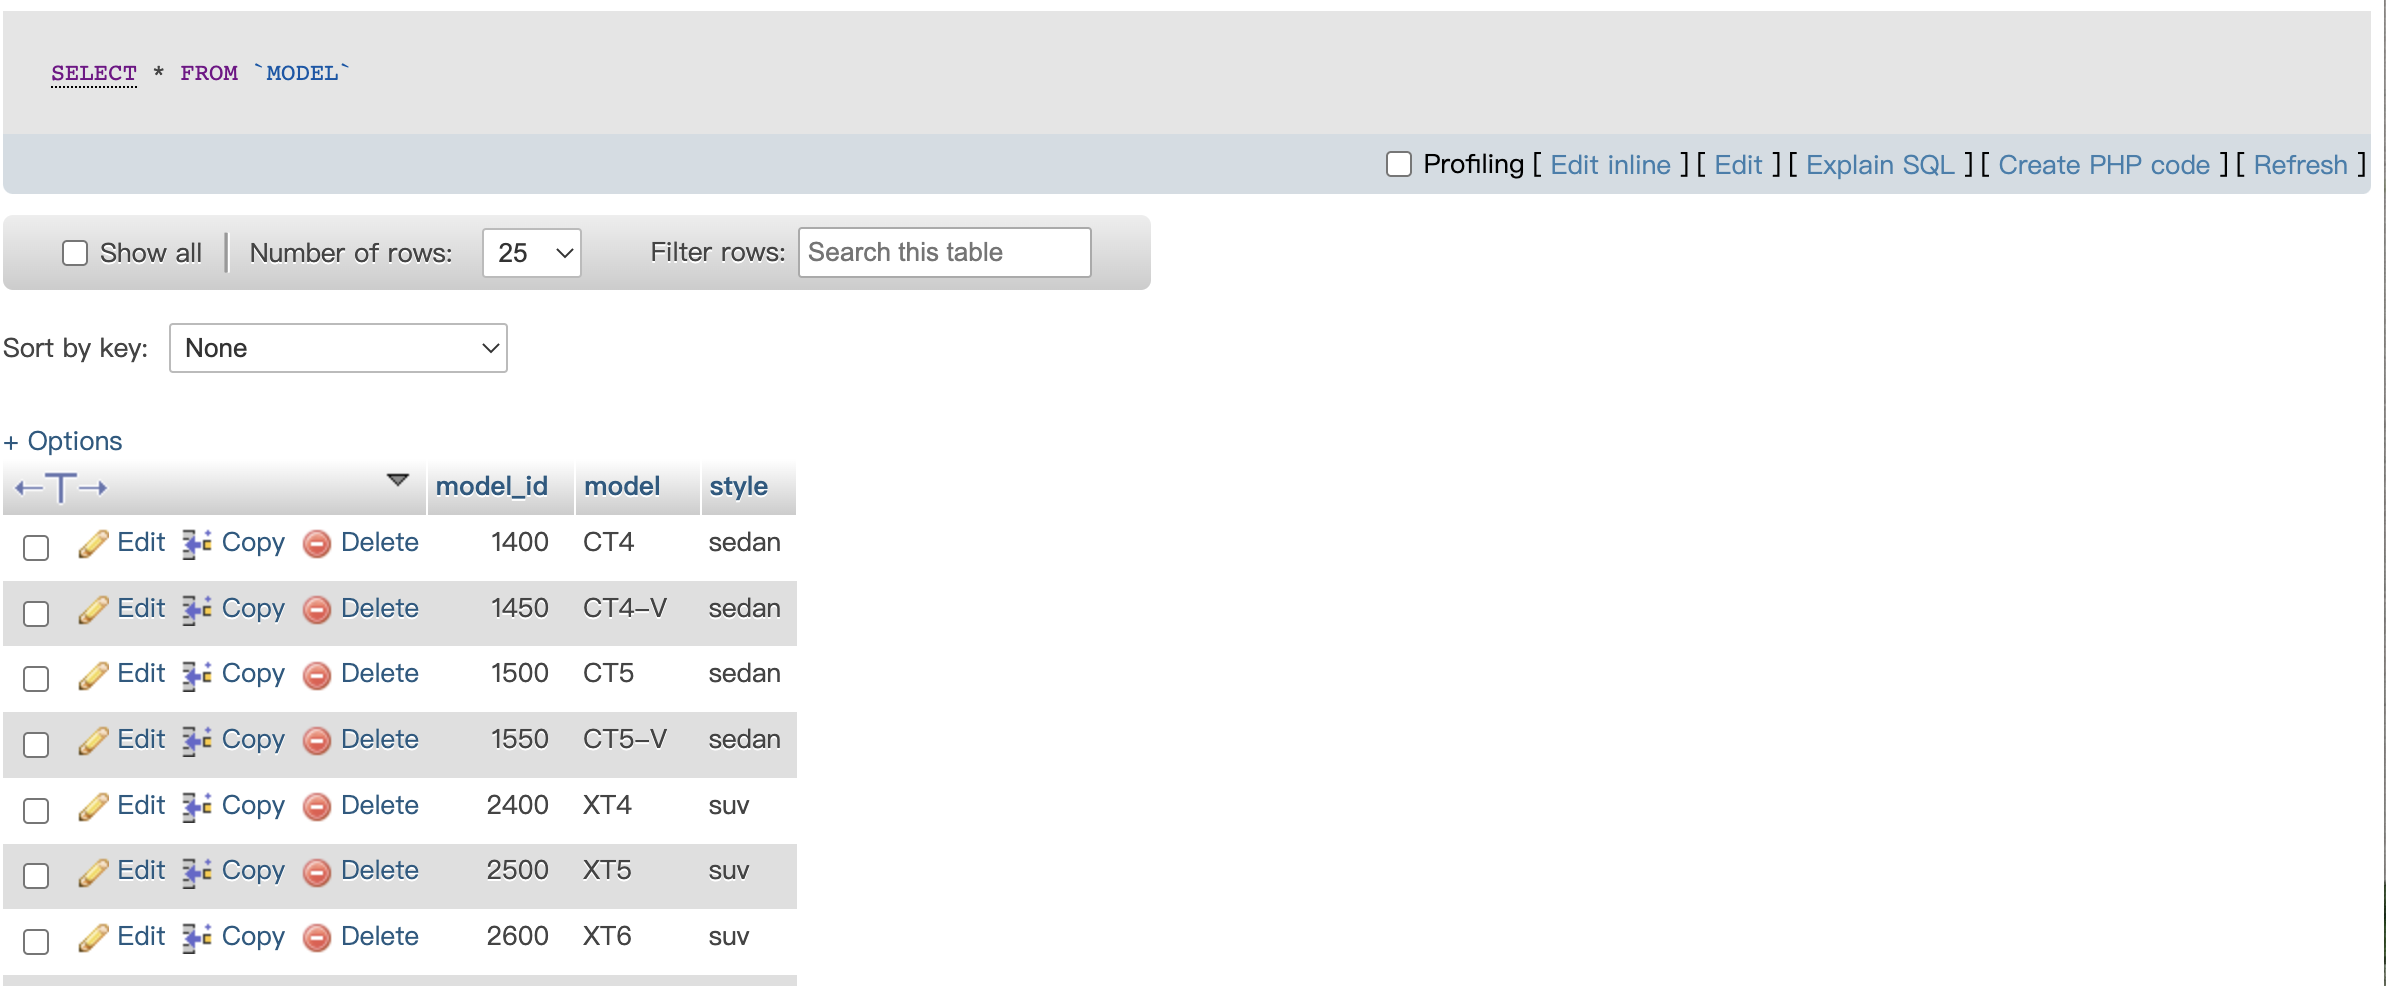 SELECT * FROM `MODEL`
Profiling [ Edit inline ] [ Edit ] [ Explain SQL ] [ Create PHP code ] [ Refresh ]
Show all Number of rows: 25 Filter rows: Search this table
Sort by key: None
+ Options
←T→ model_id model style
Edit Copy Delete 1400 CT4 sedan
Edit Copy Delete 1450 CT4-V sedan
Edit Copy Delete 1500 CT5 sedan
Edit Copy Delete 1550 CT5-V sedan
Edit Copy Delete 2400 XT4 suv
Edit Copy Delete 2500 XT5 suv
Edit Copy Delete 2600 XT6 suv